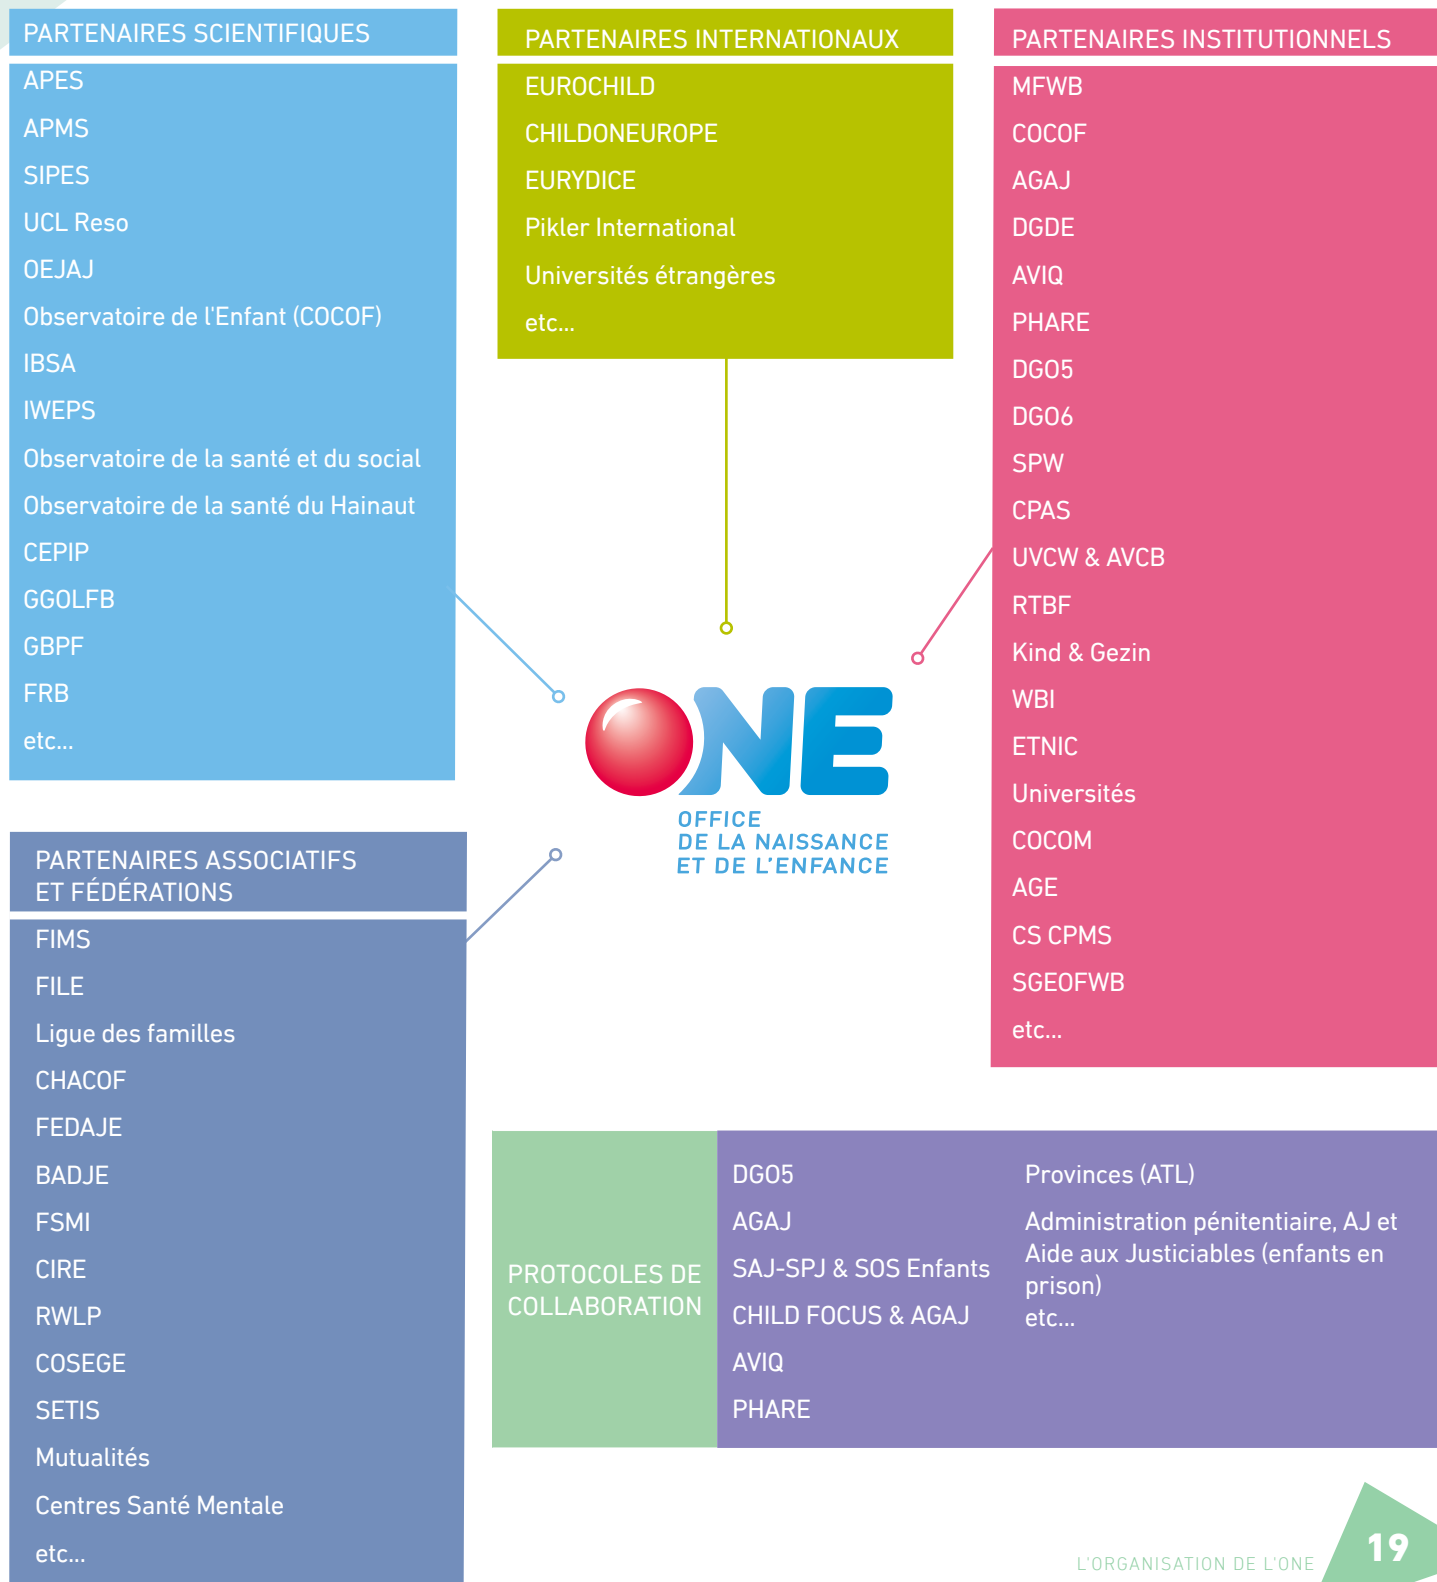 PARTENAIRES SCIENTIFIQUES
APES
APMS
SIPES
UCL Reso
OEJAJ
Observatoire de l'Enfant (COCOF)
IBSA
IWEPS
Observatoire de la santé et du social
Observatoire de la santé du Hainaut
CEPIP
GGOLFB
GBPF
FRB
etc...
PARTENAIRES INTERNATIONAUX
EUROCHILD
CHILDONEUROPE
EURYDICE
Pikler International
Universités étrangères
etc...
PARTENAIRES INSTITUTIONNELS
MFWB
COCOF
AGAJ
DGDE
AVIQ
PHARE
DGO5
DGO6
SPW
CPAS
UVCW & AVCB
RTBF
Kind & Gezin
WBI
ETNIC
Universités
COCOM
AGE
CS CPMS
SGEOFWB
etc...
ONE
OFFICE
DE LA NAISSANCE
ET DE L'ENFANCE
PARTENAIRES ASSOCIATIFS
ET FÉDÉRATIONS
FIMS
FILE
Ligue des familles
CHACOF
FEDAJE
BADJE
FSMI
CIRE
RWLP
COSEGE
SETIS
Mutualités
Centres Santé Mentale
etc...
PROTOCOLES DE
COLLABORATION
DGO5
AGAJ
SAJ-SPJ & SOS Enfants
CHILD FOCUS & AGAJ
AVIQ
PHARE
Provinces (ATL)
Administration pénitentiaire, AJ et
Aide aux Justiciables (enfants en
prison)
etc...
L'ORGANISATION DE L'ONE
19